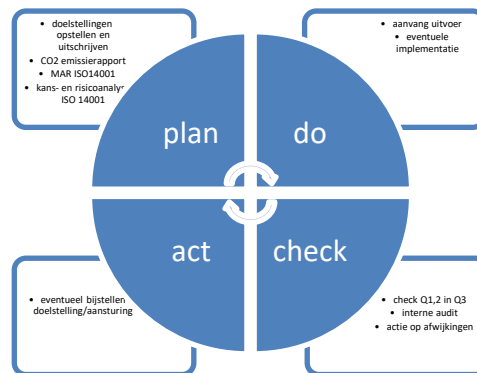 • doelstellingen
opstellen en
uitschrijven
• CO2 emissierapport
• MAR ISO14001
• kans- en risicoanalys
ISO 14001
• aanvang uitvoer
• eventuele
implementatie
plan
do
act
check
• eventueel bijstellen
doelstelling/aansturing
• check Q1,2 in Q3
• interne audit
• actie op afwijkingen